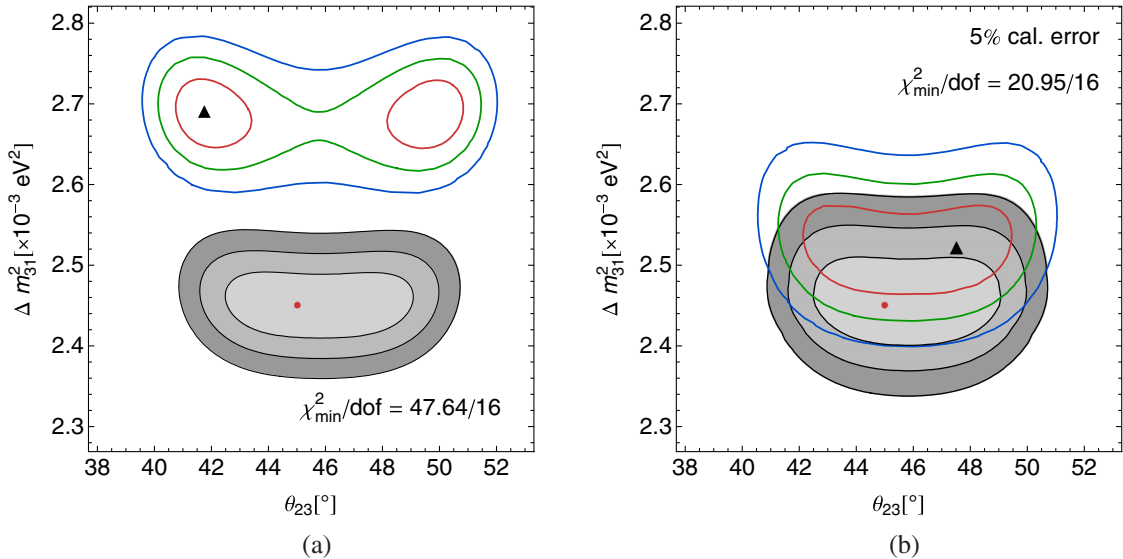 2.8
2.7
2.6
2.5
2.4
2.3
Δ m²₃₁[×10⁻³ eV²]
χ²min/dof = 47.64/16
38 40 42 44 46 48 50 52
θ₂₃[°]
(a)
5% cal. error
χ²min/dof = 20.95/16
2.8
2.7
2.6
2.5
2.4
2.3
Δ m²₃₁[×10⁻³ eV²]
38 40 42 44 46 48 50 52
θ₂₃[°]
(b)